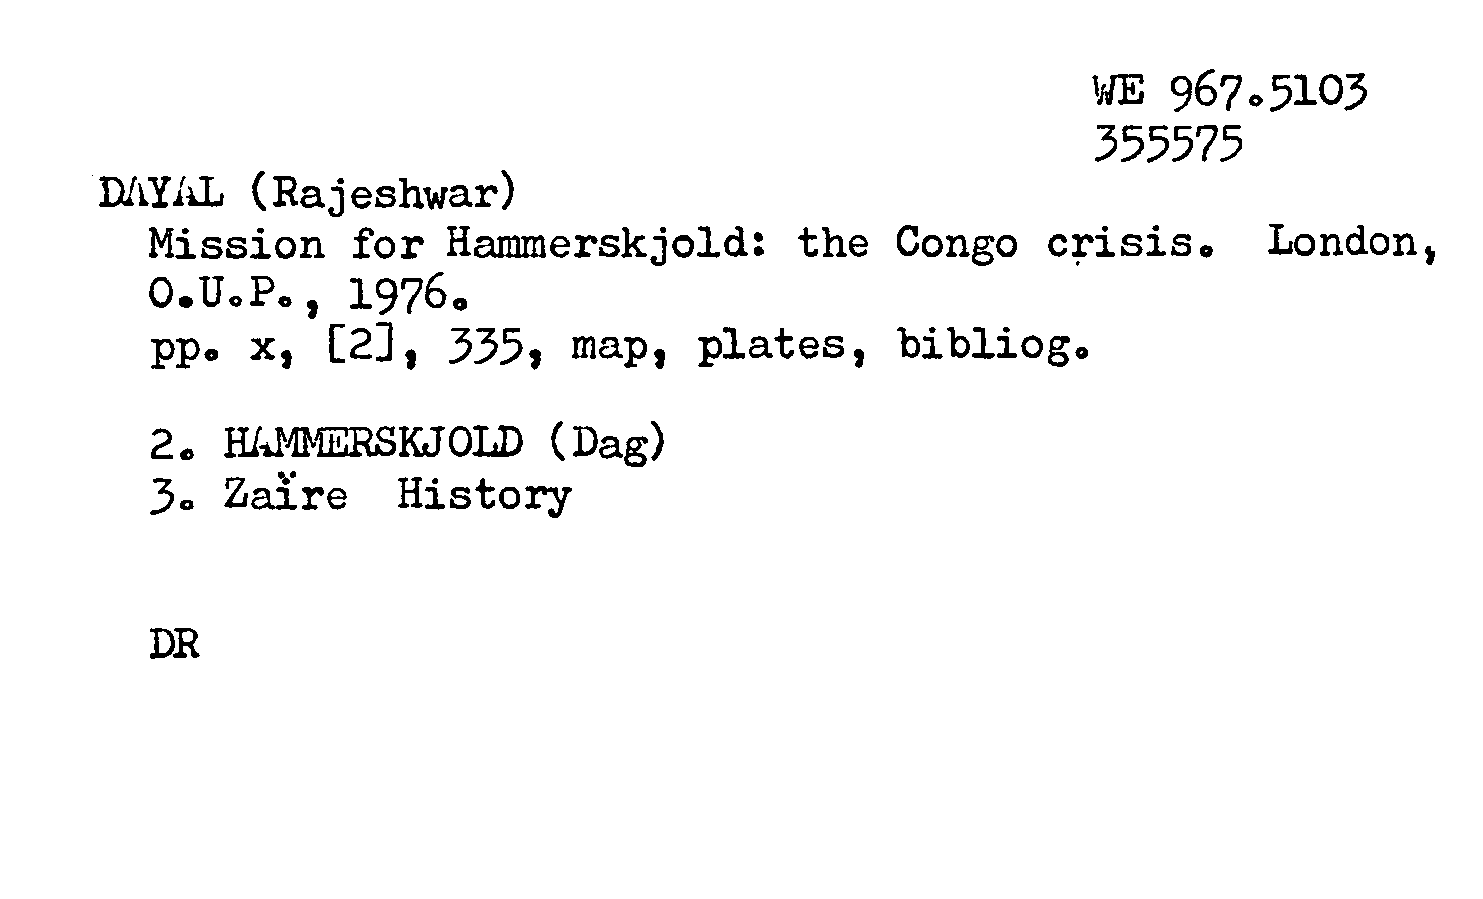 WE 967.5103
355575
DAYAL (Rajeshwar)
Mission for Hammerskjold: the Congo crisis. London,
O.U.P., 1976.
pp. x, [2], 335, map, plates, bibliog.
2. HAMMERSKJOLD (Dag)
3. Zaïre History
DR